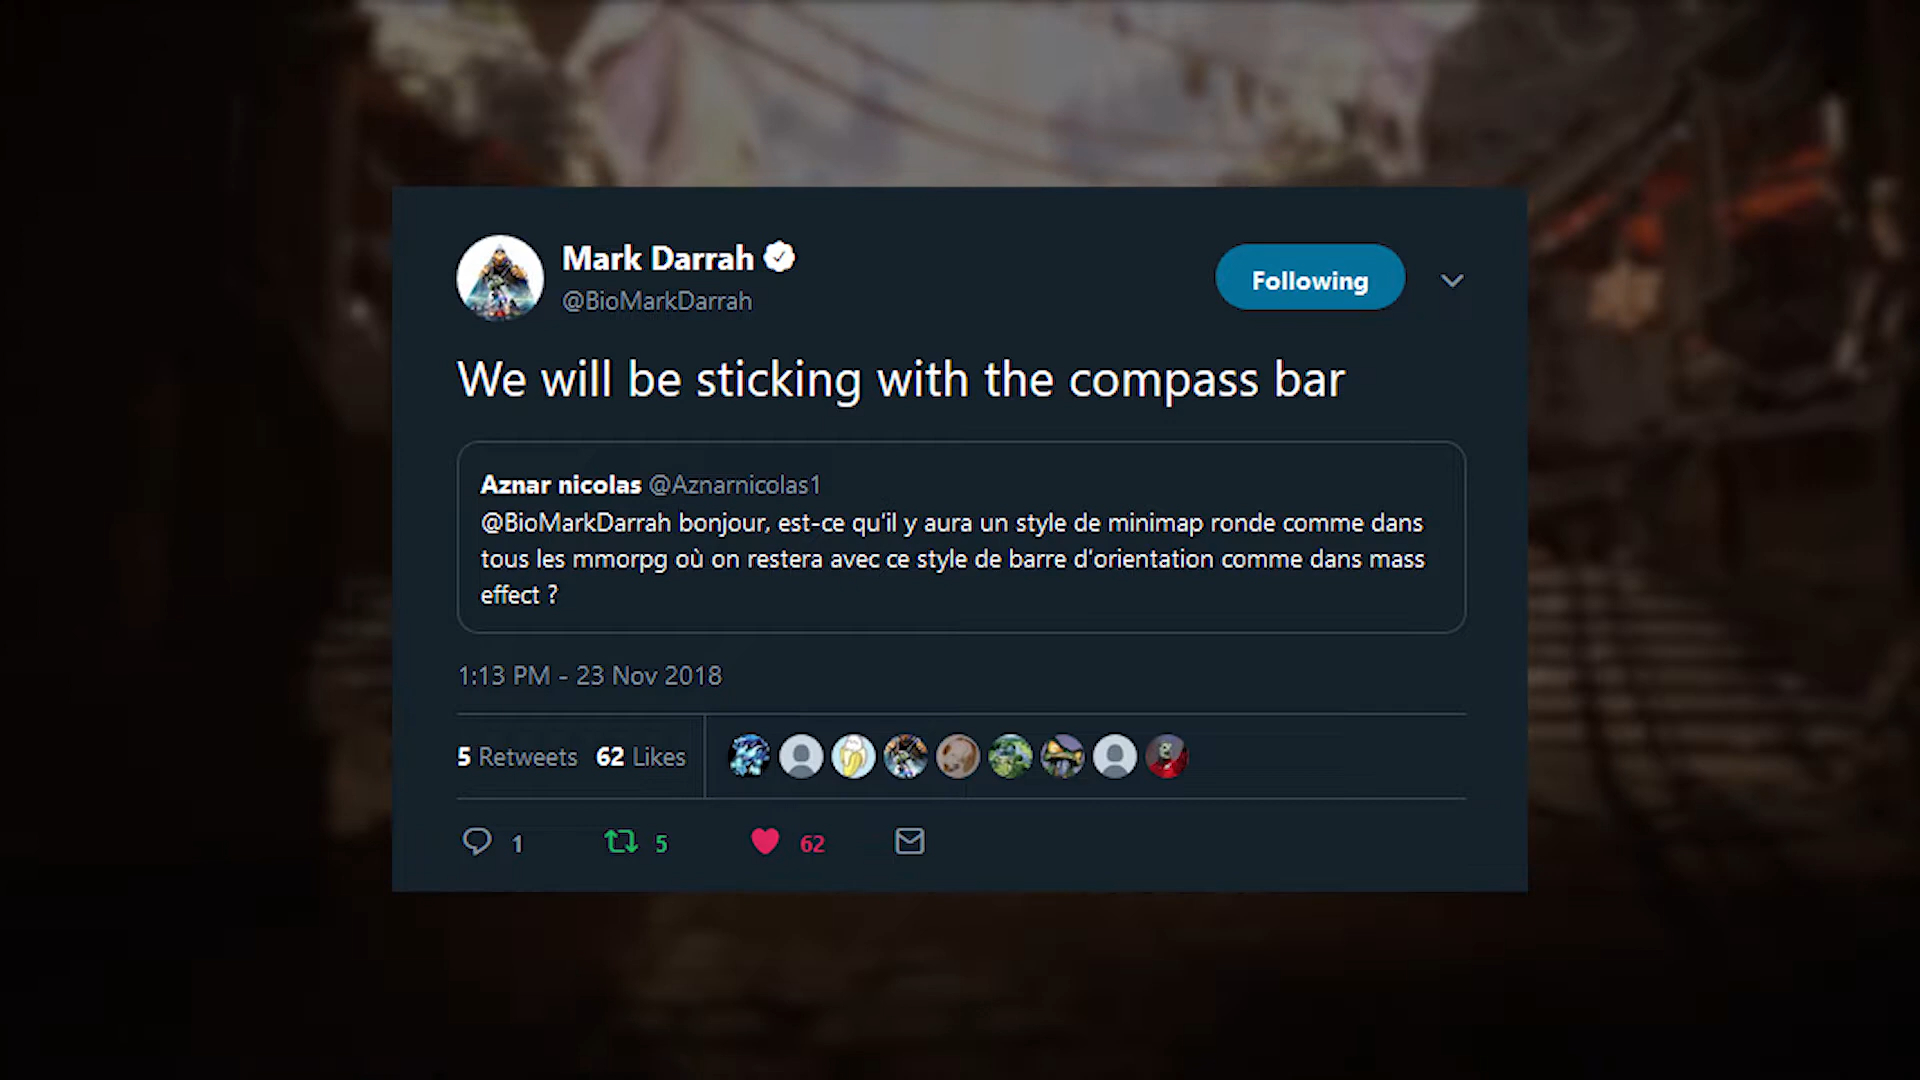 Mark Darrah
@BioMarkDarrah
Following
We will be sticking with the compass bar
Aznar nicolas @Aznarnicolas1
@BioMarkDarrah bonjour, est-ce qu'il y aura un style de minimap ronde comme dans
tous les mmorpg où on restera avec ce style de barre d'orientation comme dans mass
effect ?
1:13 PM - 23 Nov 2018
5 Retweets 62 Likes
1 5 62